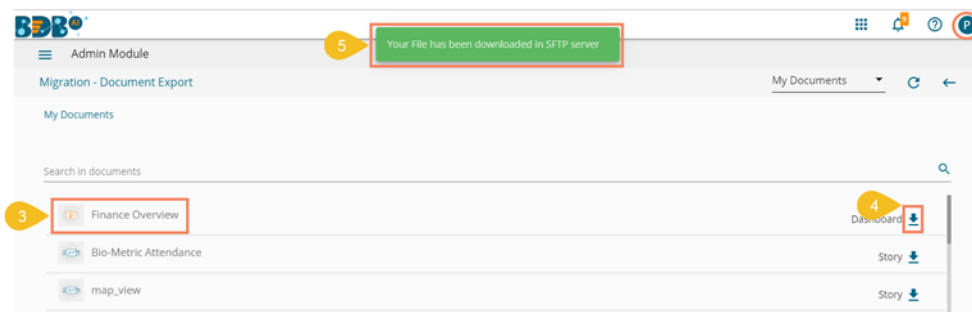 BDB AI
5
Your File has been downloaded in SFTP server
P
Admin Module
Migration - Document Export
My Documents
My Documents
Search in documents
3
Finance Overview
4
Dashboard
Bio-Metric Attendance
Story
map_view
Story